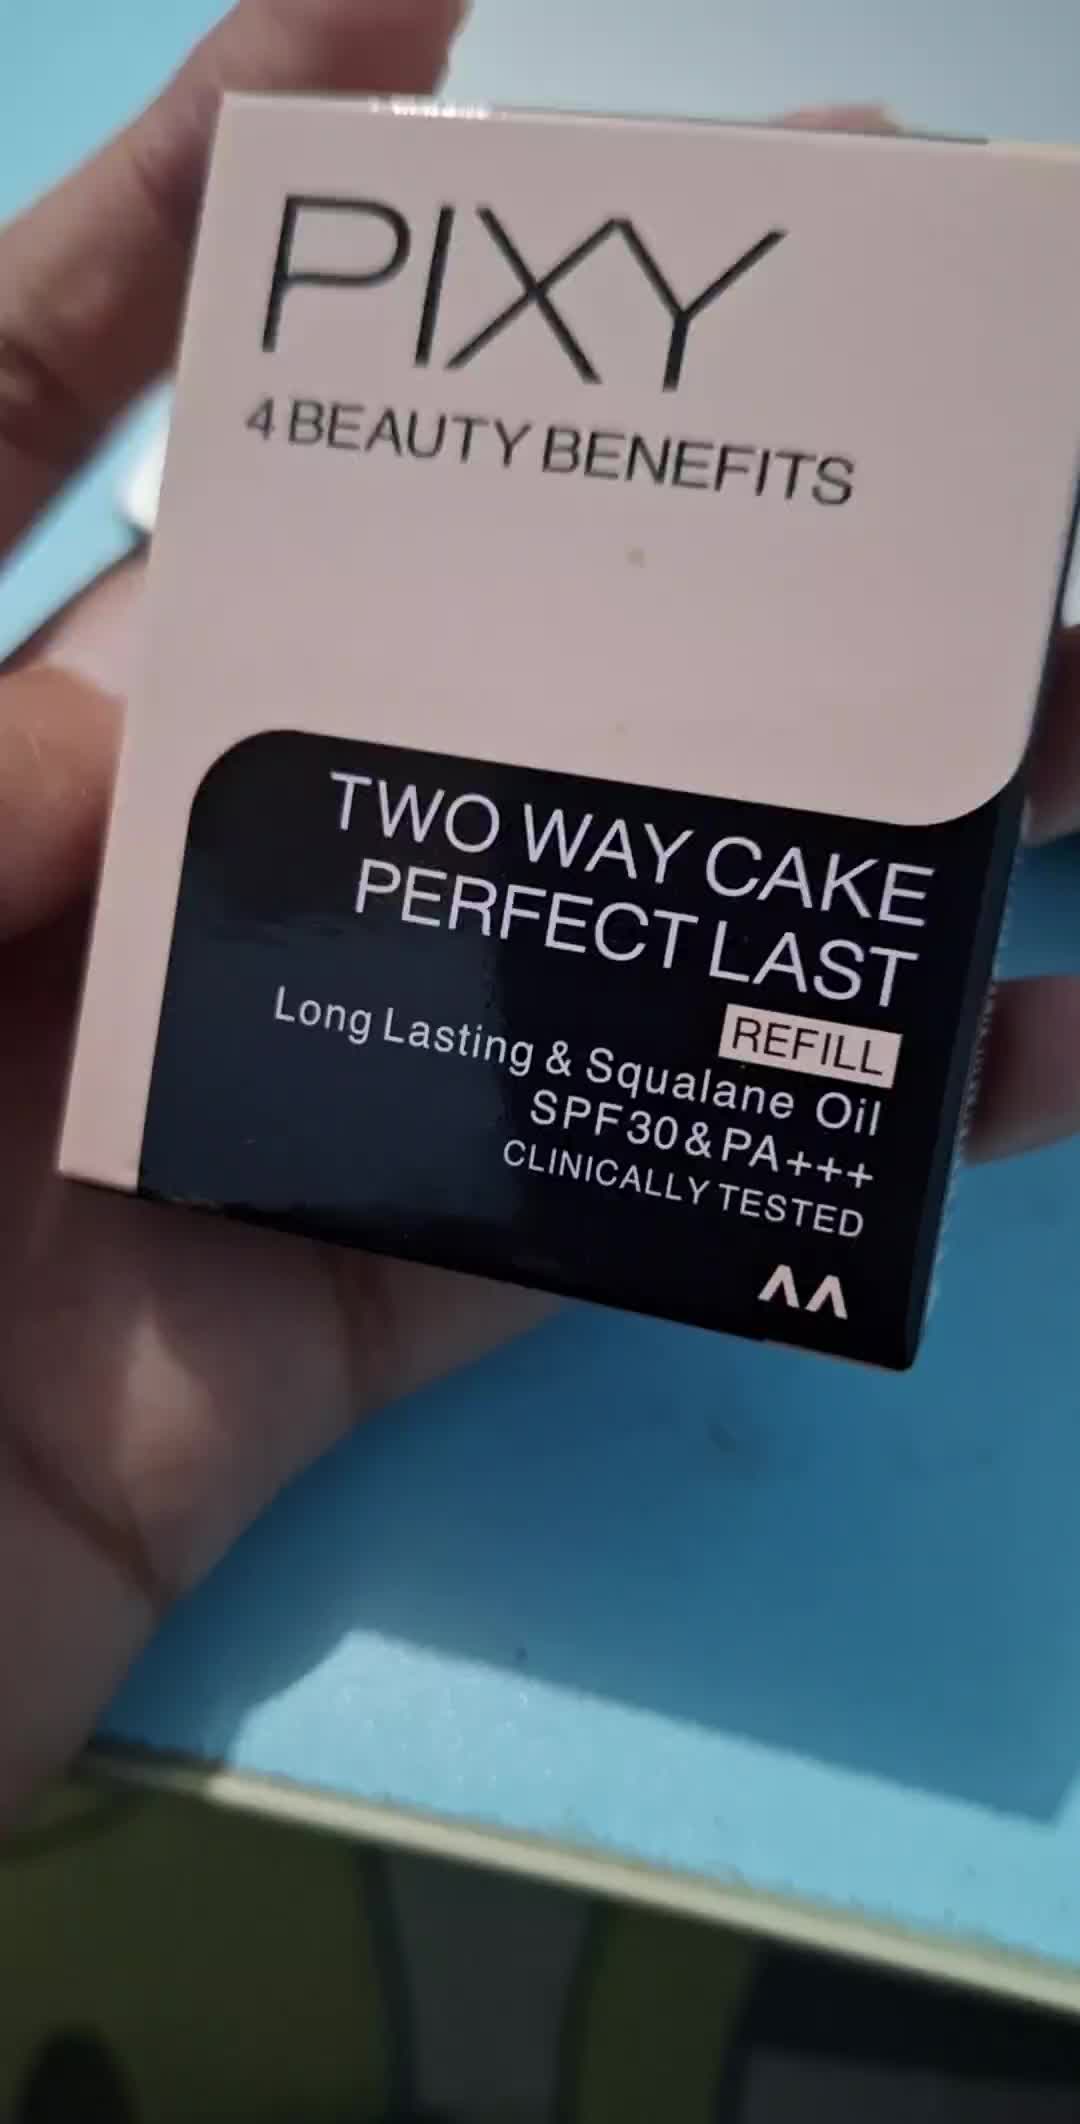 PIXY
4 BEAUTY BENEFITS
TWO WAY CAKE
PERFECT LAST
REFILL
Long Lasting & Squalane Oil
SPF30 & PA+++
CLINICALLY TESTED